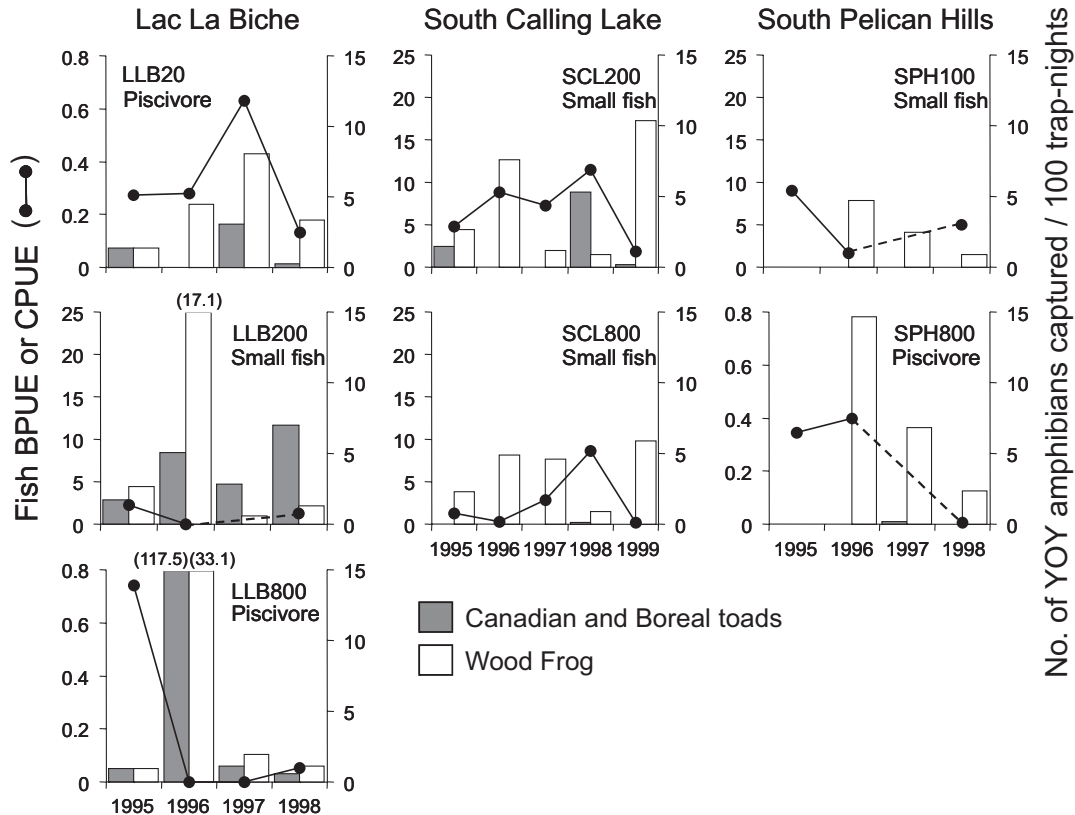 Lac La Biche
South Calling Lake
South Pelican Hills
Fish BPUE or CPUE
No. of YOY amphibians captured / 100 trap-nights
LLB20
Piscivore
0.8
0.6
0.4
0.2
0
15
10
5
0
SCL200
Small fish
25
20
15
10
5
0
15
10
5
0
SPH100
Small fish
25
20
15
10
5
0
15
10
5
0
(17.1)
LLB200
Small fish
25
20
15
10
5
0
15
10
5
0
SCL800
Small fish
25
20
15
10
5
0
15
10
5
0
1995 1996 1997 1998 1999
SPH800
Piscivore
0.8
0.6
0.4
0.2
0
15
10
5
0
1995 1996 1997 1998
(117.5)(33.1)
LLB800
Piscivore
0.8
0.6
0.4
0.2
0
15
10
5
0
1995 1996 1997 1998
Canadian and Boreal toads
Wood Frog